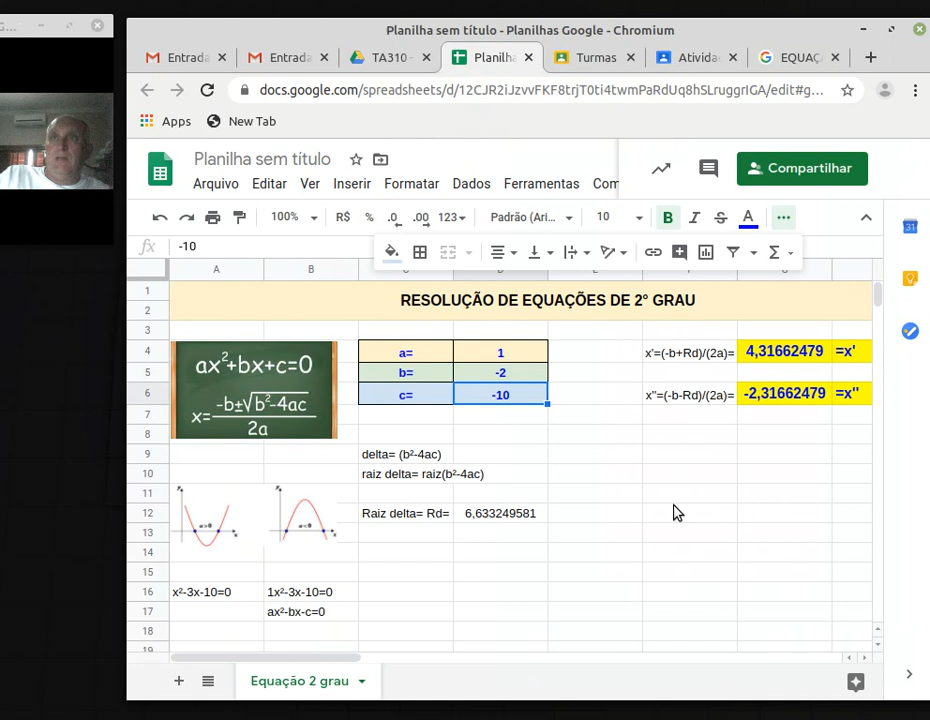 G...
Planilha sem título - Planilhas Google - Chromium
Entrada
Entrada
TA310 -
Planilha
Turmas
Ativida
EQUAÇ
docs.google.com/spreadsheets/d/12CJR2iJzvvFKF8trjT0ti4twmPaRdUq8hSLruggrIGA/edit#g...
Apps
New Tab
Planilha sem título
Arquivo Editar Ver Inserir Formatar Dados Ferramentas Com
Compartilhar
100% R$ % .0 .00 123 Padrão (Ari... 10 B I S A
fx -10
31
A B C D E F G
1
RESOLUÇÃO DE EQUAÇÕES DE 2° GRAU
2
3
4 a= 1 x'=(-b+Rd)/(2a)= 4,31662479 =x'
5 b= -2
6 c= -10 x''=(-b-Rd)/(2a)= -2,31662479 =x''
ax²+bx+c=0
x=
-b±√b²-4ac
2a
7
8
9 delta= (b²-4ac)
10 raiz delta= raiz(b²-4ac)
11
a>0
a<0
12 Raiz delta= Rd= 6,633249581
13
14
15
16 x²-3x-10=0 1x²-3x-10=0
17 ax²-bx-c=0
18
19
Equação 2 grau